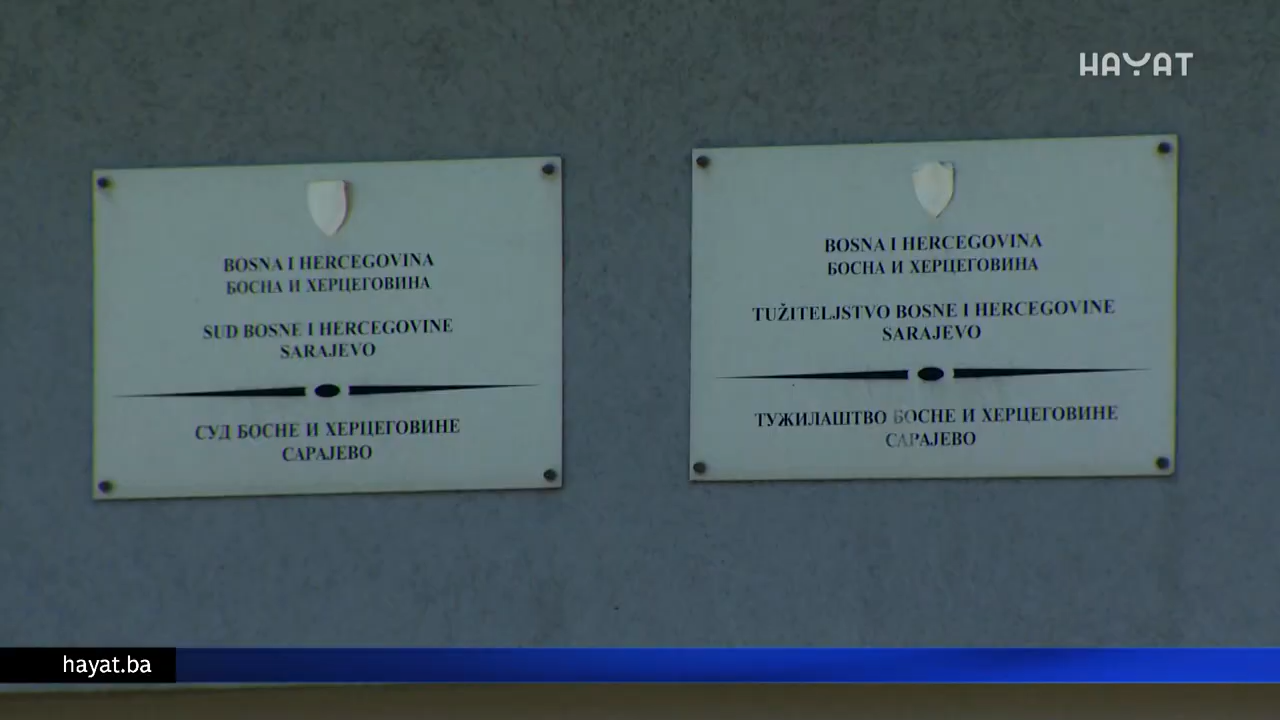 HAYAT
BOSNA I HERCEGOVINA
БОСНА И ХЕРЦЕГОВИНА
SUD BOSNE I HERCEGOVINE
SARAJEVO
СУД БОСНЕ И ХЕРЦЕГОВИНЕ
САРАЈЕВО
BOSNA I HERCEGOVINA
БОСНА И ХЕРЦЕГОВИНА
TUŽITELJSTVO BOSNE I HERCEGOVINE
SARAJEVO
ТУЖИЛАШТВО БОСНЕ И ХЕРЦЕГОВИНЕ
САРАЈЕВО
hayat.ba